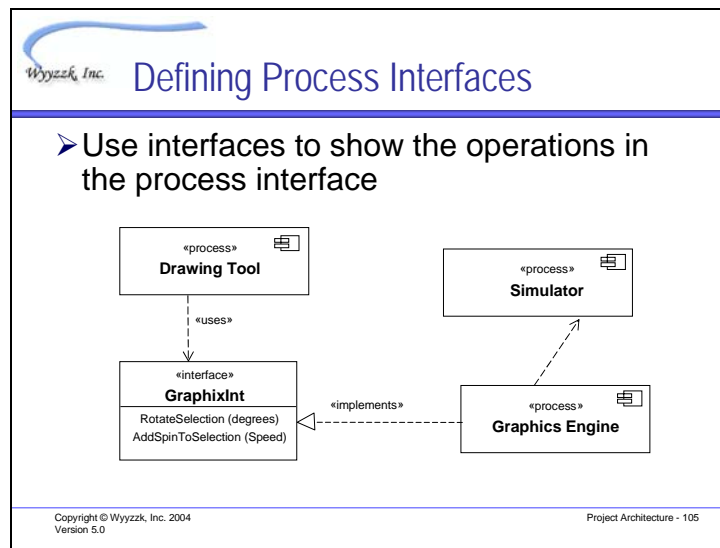 Wyyzzk, Inc.
Defining Process Interfaces
Use interfaces to show the operations in
the process interface
«process»
Drawing Tool
«process»
Simulator
«uses»
«interface»
GraphixInt
RotateSelection (degrees)
AddSpinToSelection (Speed)
«implements»
«process»
Graphics Engine
Copyright © Wyyzzk, Inc. 2004
Version 5.0
Project Architecture - 105